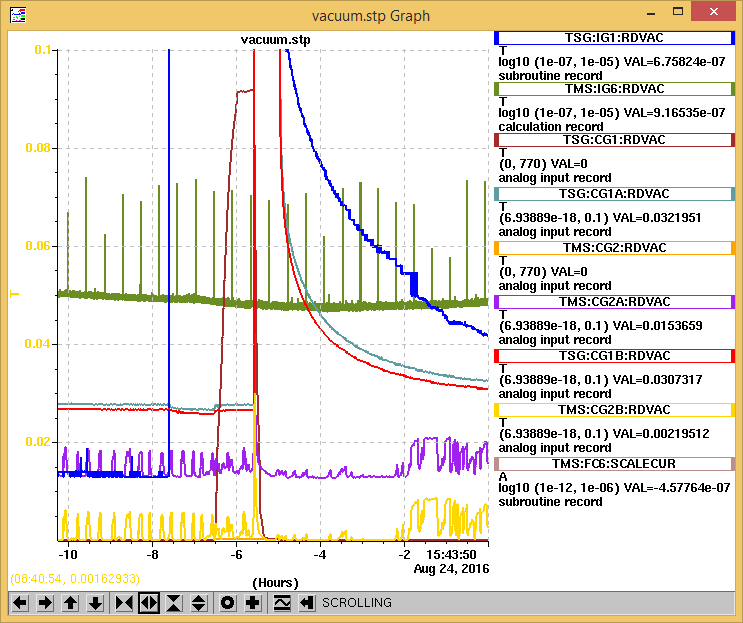 vacuum.stp Graph
vacuum.stp
0.1
0.08
0.06
T
0.04
0.02
-10
-8
-6
-4
-2
15:43:50
Aug 24, 2016
(08:40:54, 0.00162933)
(Hours)
TSG:IG1:RDVAC
T
log10 (1e-07, 1e-05) VAL=6.75824e-07
subroutine record
TMS:IG6:RDVAC
T
log10 (1e-07, 1e-05) VAL=9.16535e-07
calculation record
TSG:CG1:RDVAC
T
(0, 770) VAL=0
analog input record
TSG:CG1A:RDVAC
T
(6.93889e-18, 0.1) VAL=0.0321951
analog input record
TMS:CG2:RDVAC
T
(0, 770) VAL=0
analog input record
TMS:CG2A:RDVAC
T
(6.93889e-18, 0.1) VAL=0.0153659
analog input record
TSG:CG1B:RDVAC
T
(6.93889e-18, 0.1) VAL=0.0307317
analog input record
TMS:CG2B:RDVAC
T
(6.93889e-18, 0.1) VAL=0.00219512
analog input record
TMS:FC6:SCALECUR
A
log10 (1e-12, 1e-06) VAL=-4.57764e-07
subroutine record
SCROLLING